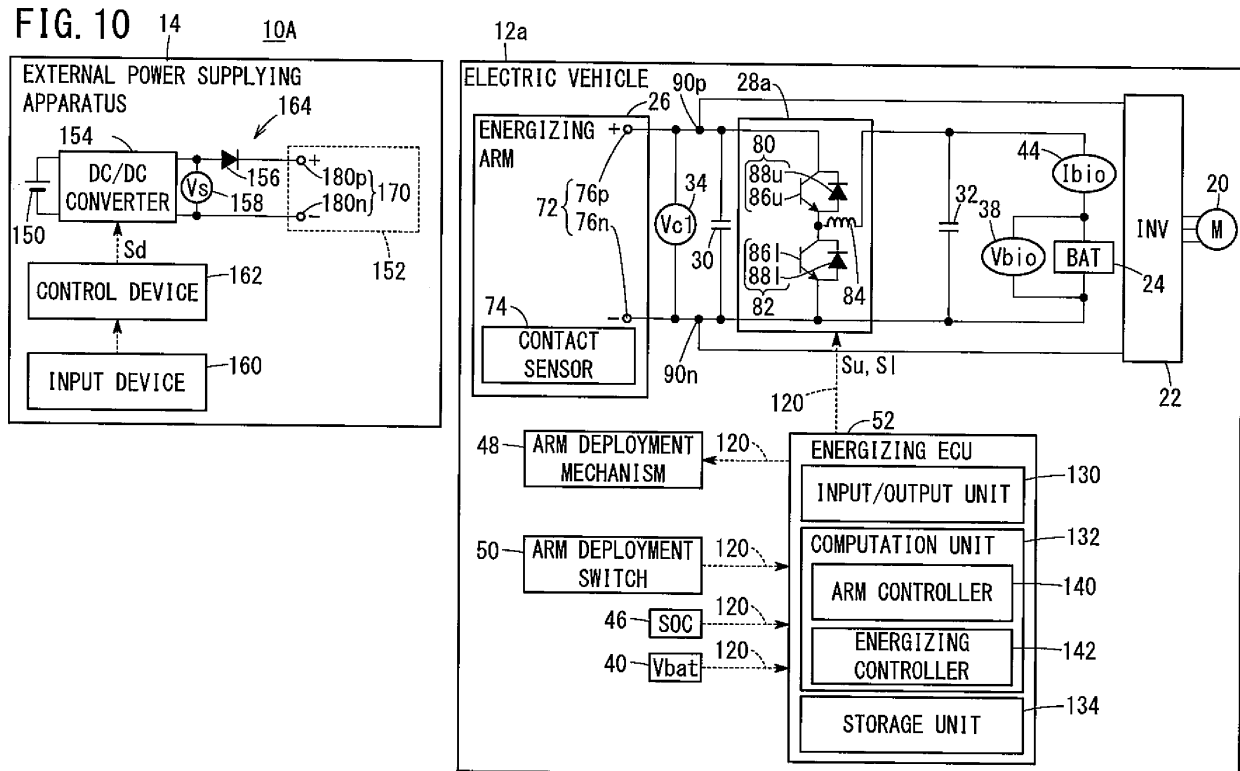 FIG. 10
10A
14
EXTERNAL POWER SUPPLYING
APPARATUS
164
154
DC/DC
CONVERTER
Vs
156
158
150
+
180p
180n
-
170
152
Sd
CONTROL DEVICE
162
INPUT DEVICE
160
12a
ELECTRIC VEHICLE
90p
28a
26
ENERGIZING
ARM
+
72
76p
76n
-
74
CONTACT
SENSOR
34
Vc1
30
90n
80
88u
86u
86l
88l
82
84
32
44
Ibio
38
Vbio
BAT
24
INV
22
20
M
Su, Sl
120
52
48
ARM DEPLOYMENT
MECHANISM
120
ENERGIZING ECU
INPUT/OUTPUT UNIT
130
50
ARM DEPLOYMENT
SWITCH
120
COMPUTATION UNIT
132
ARM CONTROLLER
140
46
SOC
120
ENERGIZING
CONTROLLER
142
40
Vbat
120
STORAGE UNIT
134